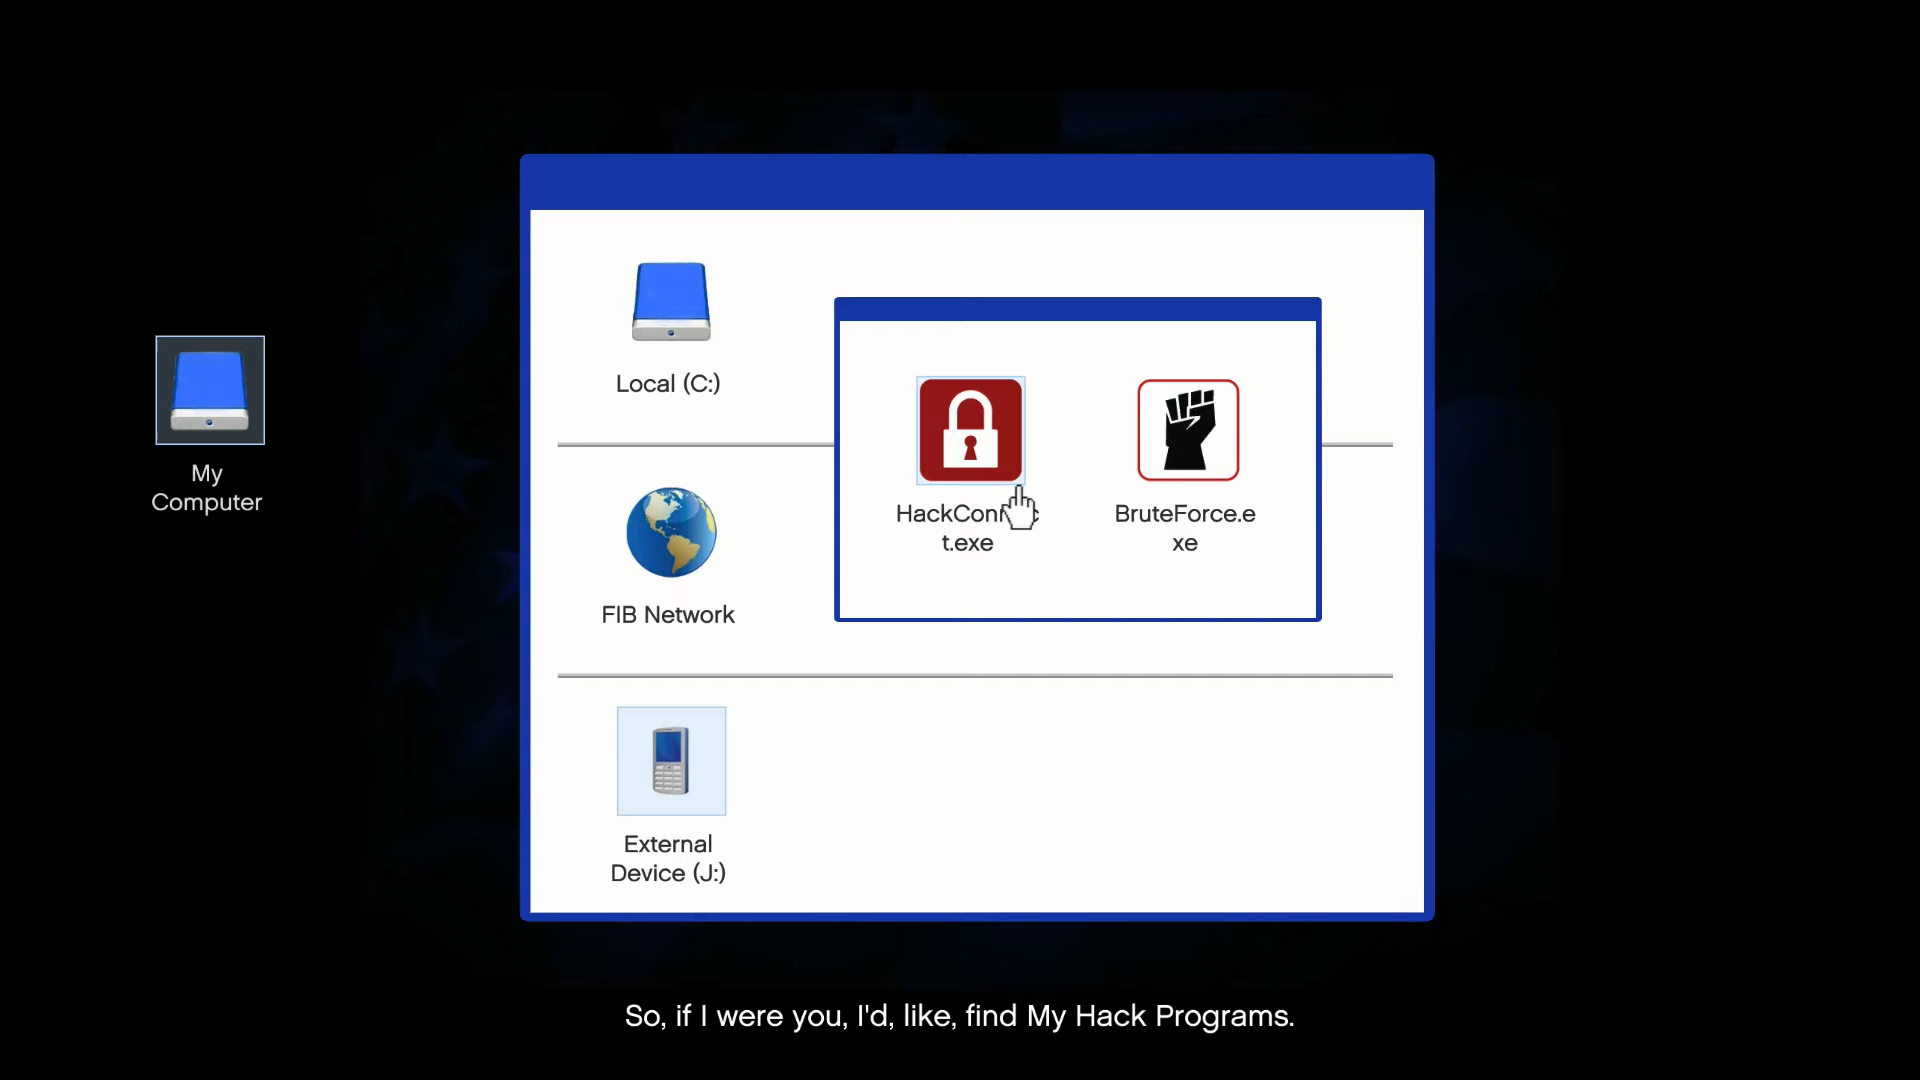 My
Computer
Local (C:)
FIB Network
External
Device (J:)
t.exe
BruteForce.e
xe
So, if I were you, I'd, like, find My Hack Programs.